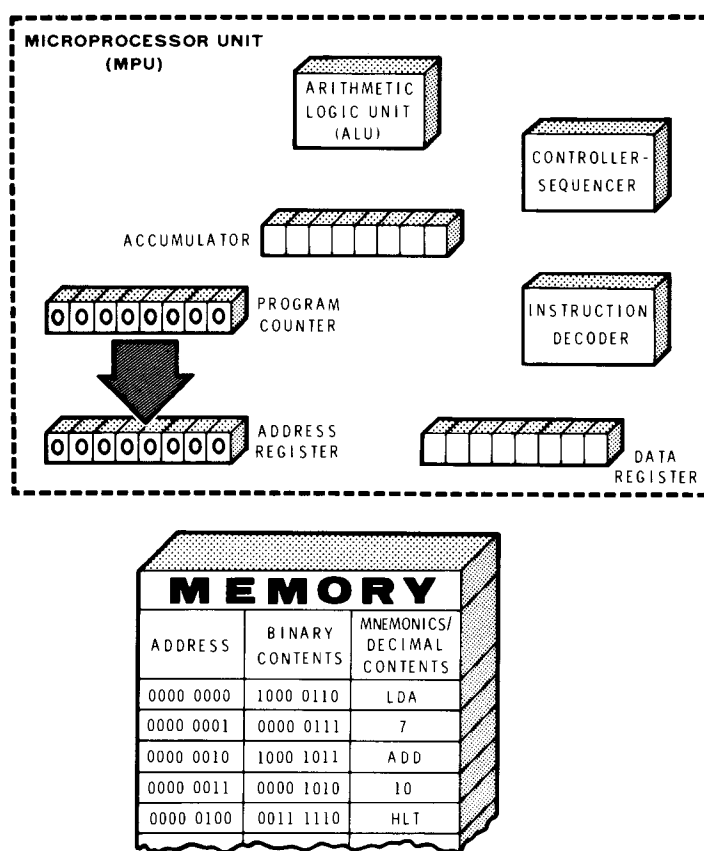 MICROPROCESSOR UNIT
(MPU)
ARITHMETIC
LOGIC UNIT
(ALU)
CONTROLLER-
SEQUENCER
ACCUMULATOR
0 0 0 0 0 0 0 0
PROGRAM
COUNTER
INSTRUCTION
DECODER
0 0 0 0 0 0 0 0
ADDRESS
REGISTER
DATA
REGISTER
MEMORY
ADDRESS
BINARY
CONTENTS
MNEMONICS/
DECIMAL
CONTENTS
0000 0000 1000 0110 LDA
0000 0001 0000 0111 7
0000 0010 1000 1011 ADD
0000 0011 0000 1010 10
0000 0100 0011 1110 HLT